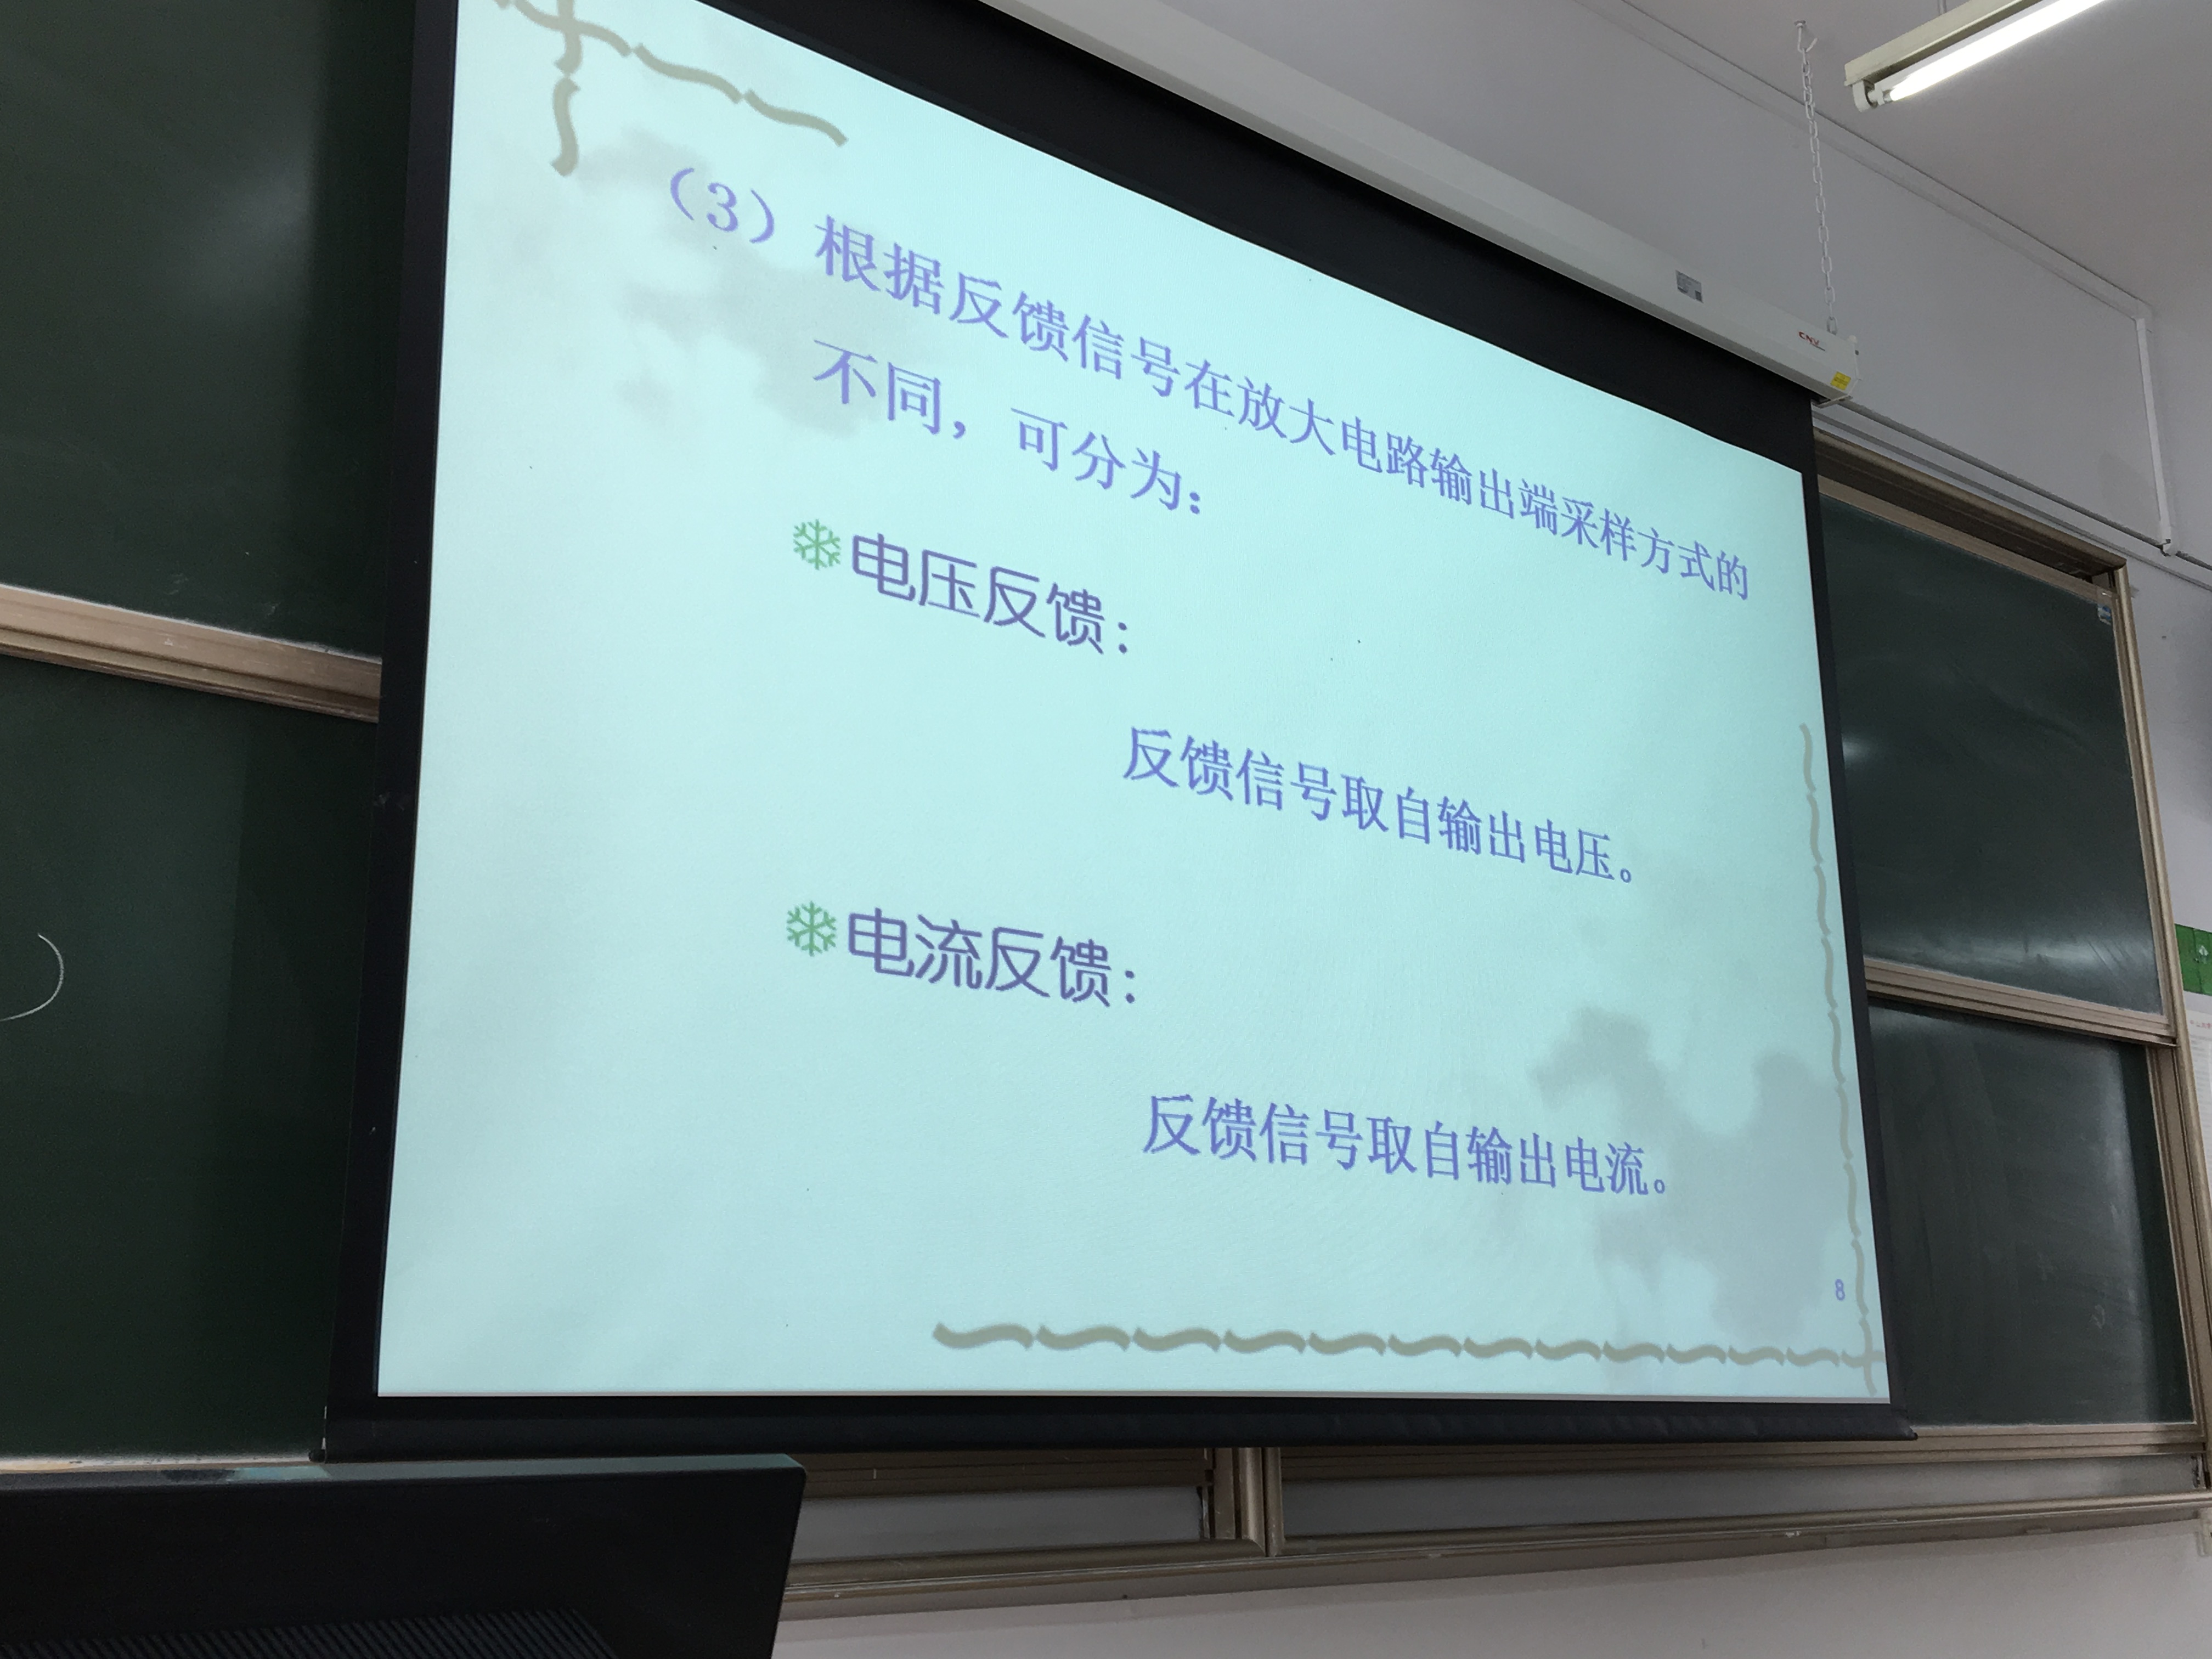 （3）根据反馈信号在放大电路输出端采样方式的
不同，可分为：
电压反馈：
反馈信号取自输出电压。
电流反馈：
反馈信号取自输出电流。
8